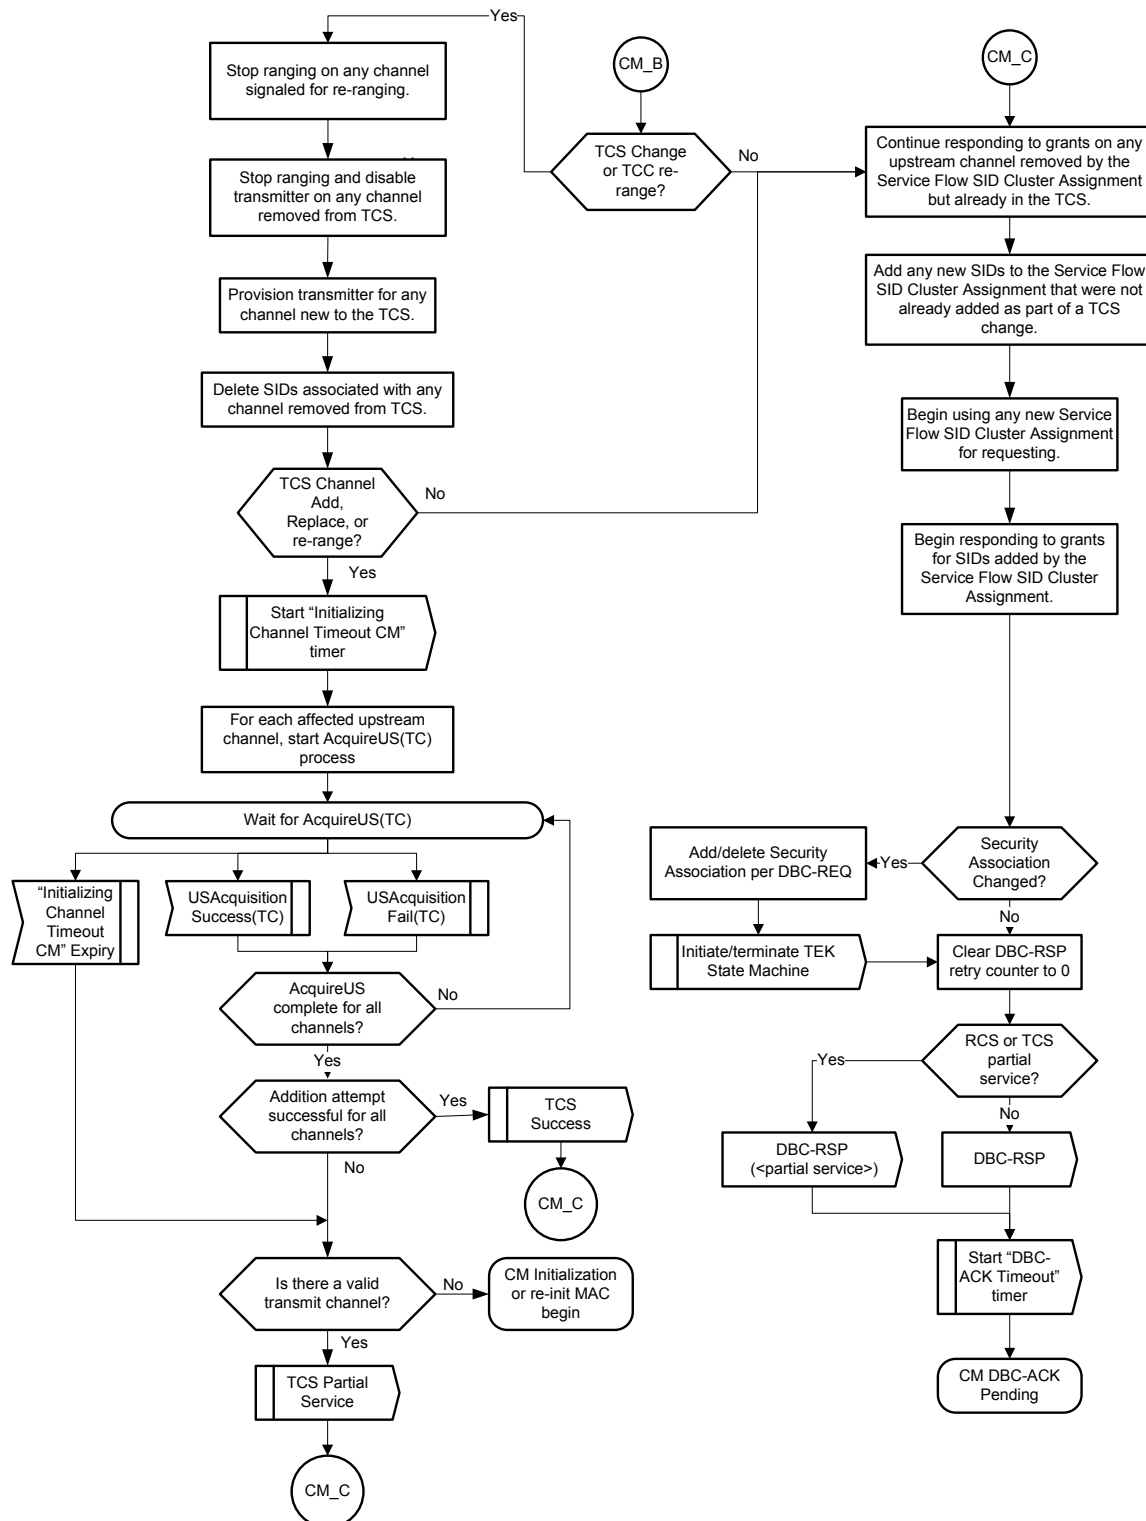 Yes
CM_B
CM_C
Stop ranging on any channel
signaled for re-ranging.
TCS Change
or TCC re-
range?
No
Continue responding to grants on any
upstream channel removed by the
Service Flow SID Cluster Assignment
but already in the TCS.
Stop ranging and disable
transmitter on any channel
removed from TCS.
Provision transmitter for any
channel new to the TCS.
Add any new SIDs to the Service Flow
SID Cluster Assignment that were not
already added as part of a TCS
change.
Delete SIDs associated with any
channel removed from TCS.
Begin using any new Service
Flow SID Cluster Assignment
for requesting.
TCS Channel
Add,
Replace, or
re-range?
No
Yes
Begin responding to grants
for SIDs added by the
Service Flow SID Cluster
Assignment.
Start “Initializing
Channel Timeout CM”
timer
For each affected upstream
channel, start AcquireUS(TC)
process
Wait for AcquireUS(TC)
Security
Association
Changed?
Yes
No
Add/delete Security
Association per DBC-REQ
“Initializing
Channel
Timeout
CM” Expiry
USAcquisition
Success(TC)
USAcquisition
Fail(TC)
Initiate/terminate TEK
State Machine
Clear DBC-RSP
retry counter to 0
AcquireUS
complete for all
channels?
No
Yes
RCS or TCS
partial
service?
Yes
No
Addition attempt
successful for all
channels?
Yes
No
TCS
Success
DBC-RSP
(<partial service>)
DBC-RSP
CM_C
Is there a valid
transmit channel?
No
Yes
CM Initialization
or re-init MAC
begin
Start “DBC-
ACK Timeout”
timer
TCS Partial
Service
CM DBC-ACK
Pending
CM_C